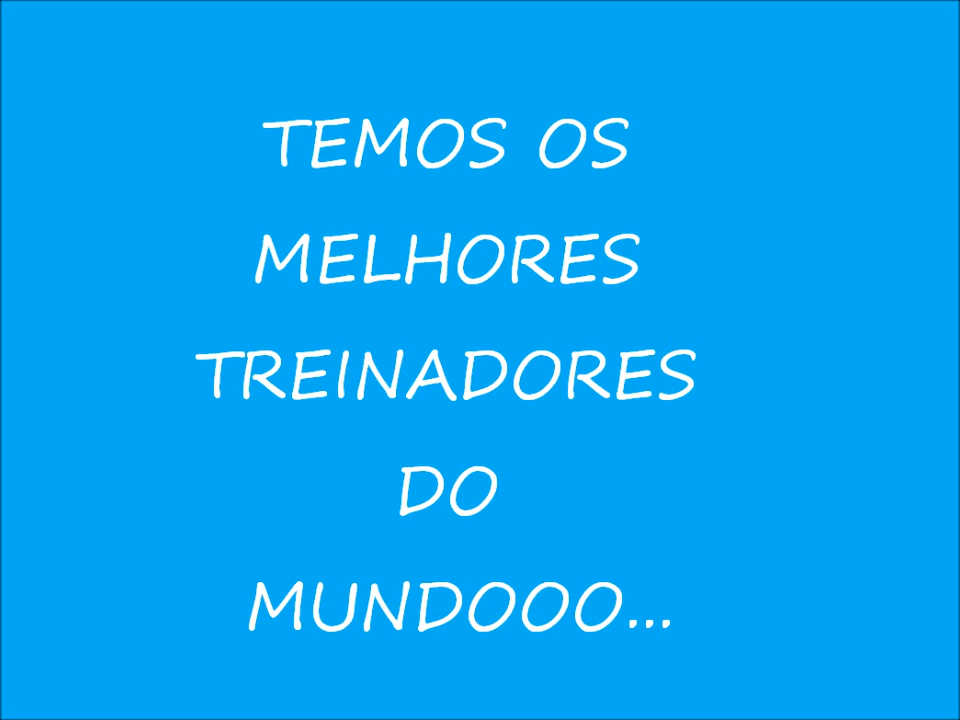 TEMOS OS
MELHORES
TREINADORES
DO
MUNDOOO...